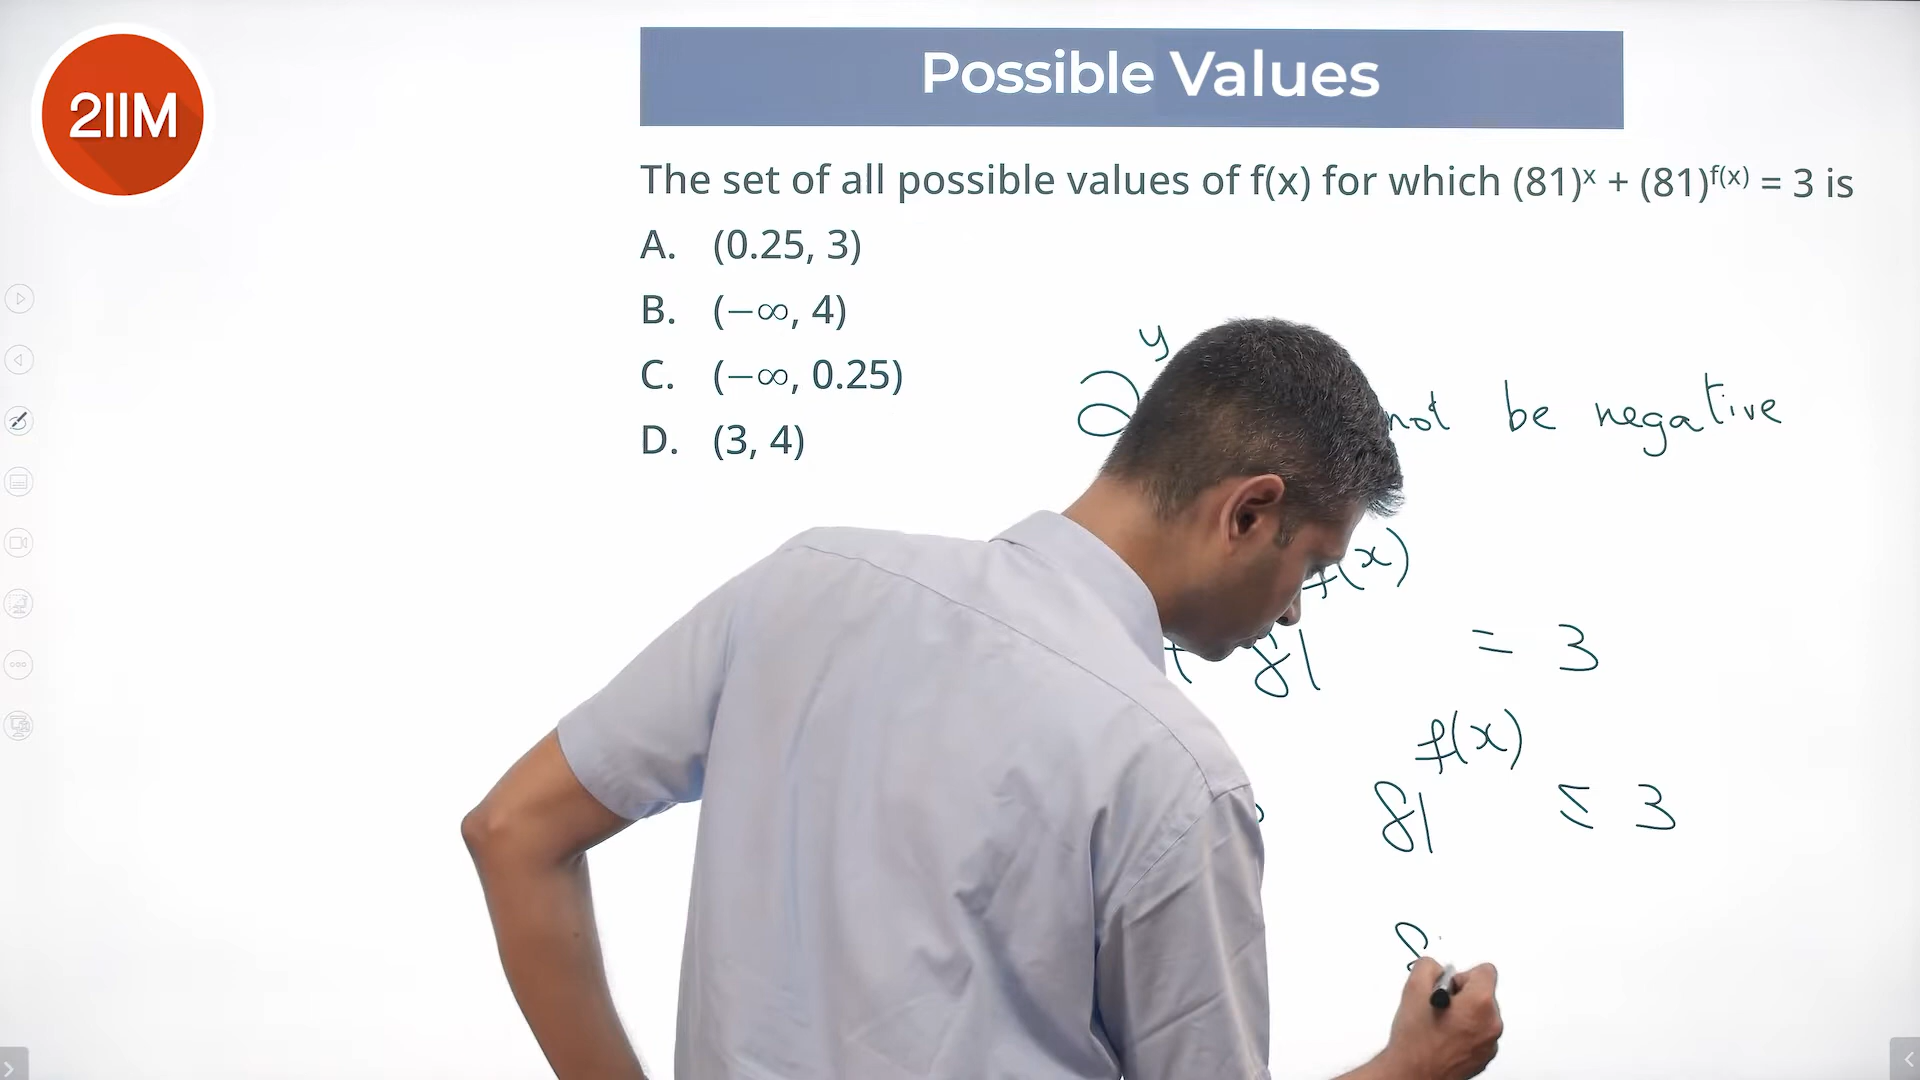 2IIM
Possible Values
The set of all possible values of f(x) for which (81)ˣ + (81)^f(x) = 3 is
A. (0.25, 3)
B. (−∞, 4)
C. (−∞, 0.25)
D. (3, 4)
2^y not be negative
+ 81^f(x) = 3
81^f(x) ≤ 3